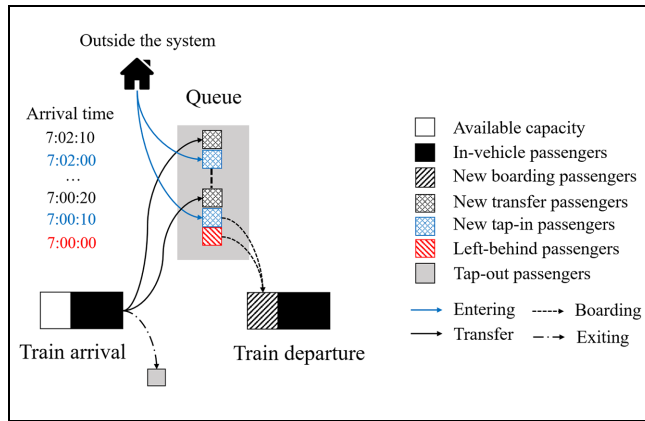 Outside the system
Queue
Arrival time
7:02:10
7:02:00
...
7:00:20
7:00:10
7:00:00
Train arrival
Train departure
Available capacity
In-vehicle passengers
New boarding passengers
New transfer passengers
New tap-in passengers
Left-behind passengers
Tap-out passengers
Entering
Boarding
Transfer
Exiting